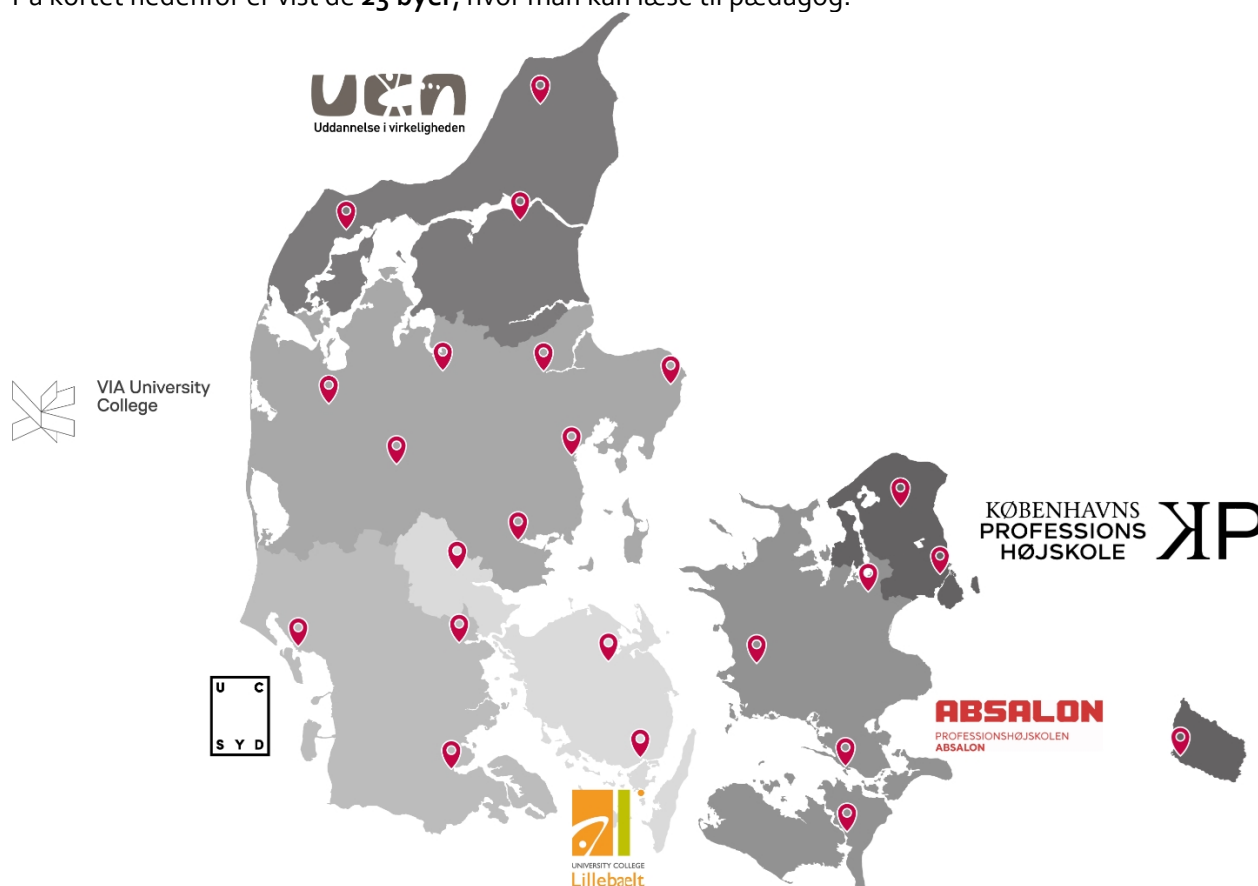 På kortet nedenfor er vist de 23 byer, hvor man kan læse til pædagog.
ucn
Uddannelse i virkeligheden
VIA University
College
KØBENHAVNS
PROFESSIONS
HØJSKOLE
KP
U C
S Y D
ABSALON
PROFESSIONSHØJSKOLEN
ABSALON
UNIVERSITY COLLEGE
Lillebaelt